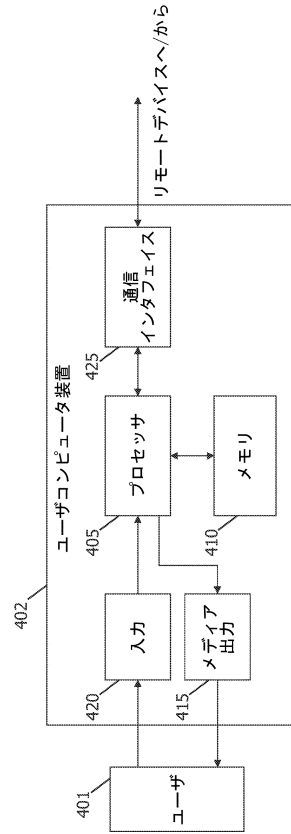 402
ユーザコンピュータ装置
401
ユーザ
420
入力
415
メディア
出力
405
プロセッサ
410
メモリ
425
通信
インタフェイス
リモートデバイスへ/から